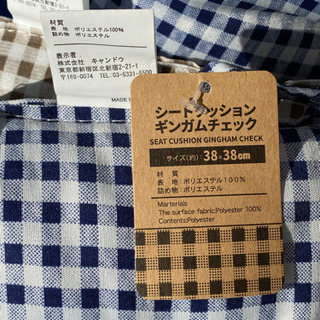 材質
表 地 ポリエステル100%
詰め物 ポリエステル
表示者
株式会社 キャンドゥ
東京都新宿区北新宿2-21-1
〒169-0074 TEL 03-5331-5500
MADE I
シートクッション
ギンガムチェック
SEAT CUSHION GINGHAM CHECK
サイズ(約) 38×38cm
材 質
表 地:ポリエステル100%
詰め物:ポリエステル
Marterials
The surface fabric:Polyester 100%
Contents:Polyester